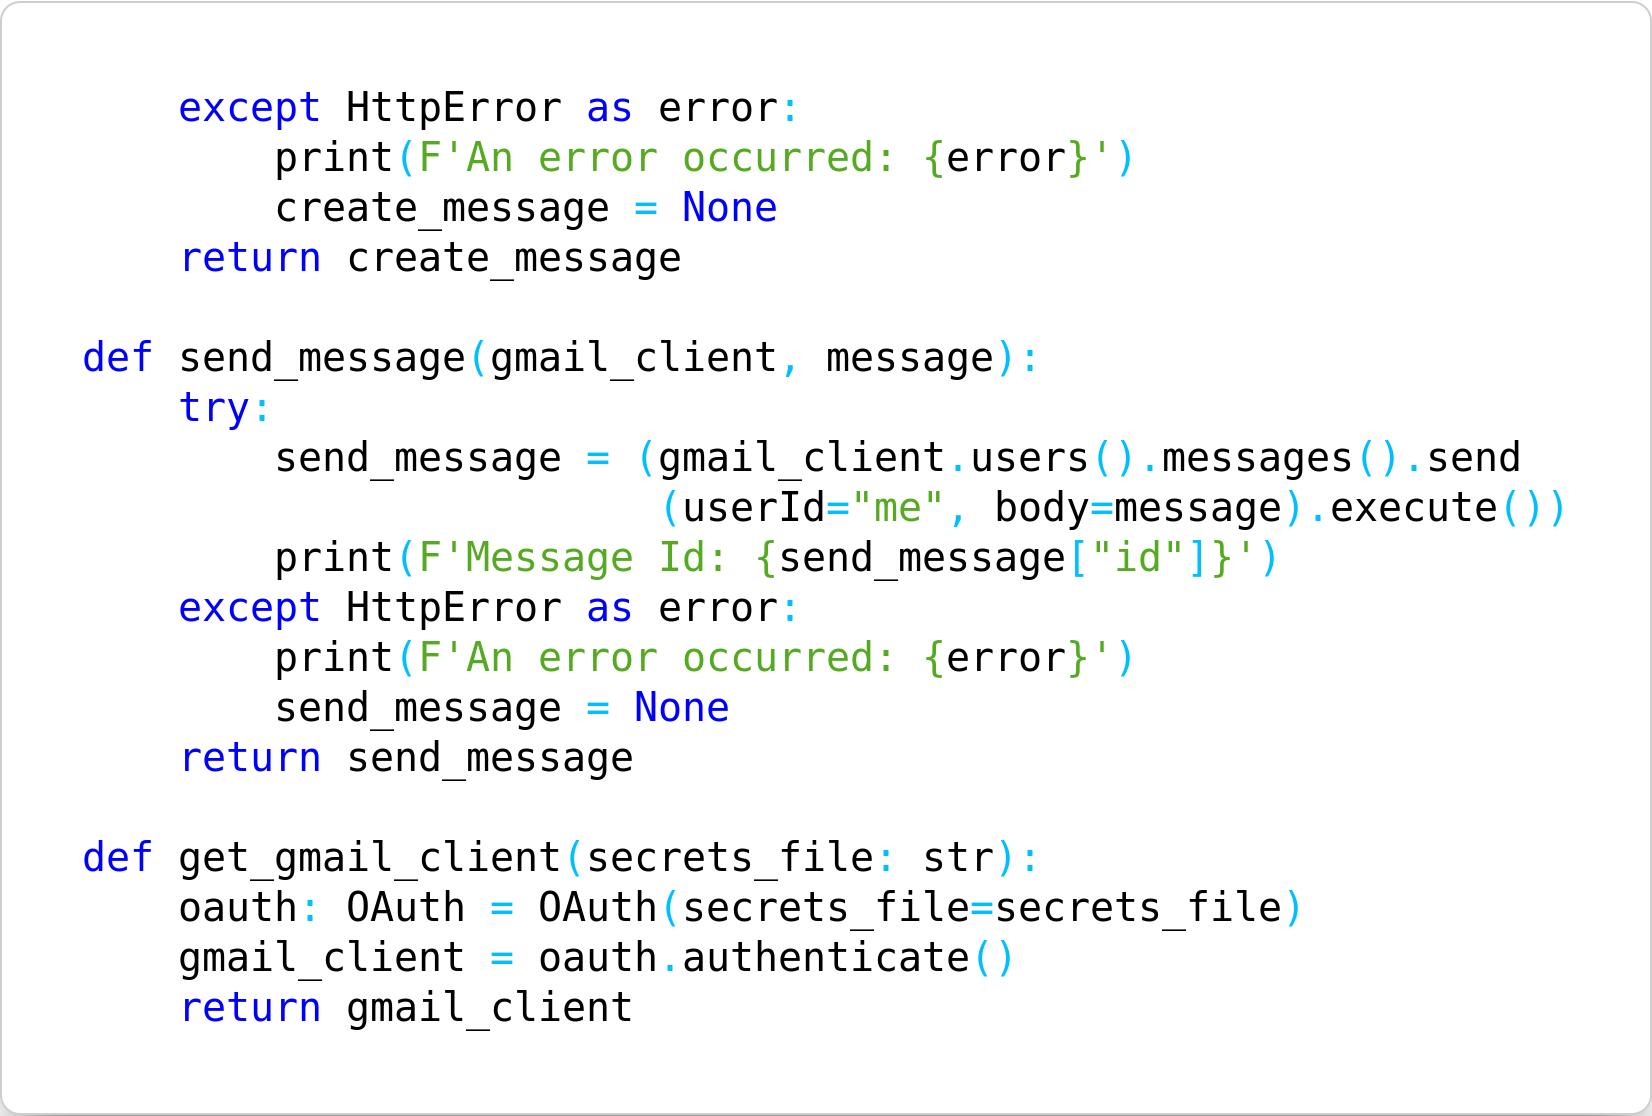 except HttpError as error:
        print(F'An error occurred: {error}')
        create_message = None
    return create_message

def send_message(gmail_client, message):
    try:
        send_message = (gmail_client.users().messages().send
                        (userId="me", body=message).execute())
        print(F'Message Id: {send_message["id"]}')
    except HttpError as error:
        print(F'An error occurred: {error}')
        send_message = None
    return send_message

def get_gmail_client(secrets_file: str):
    oauth: OAuth = OAuth(secrets_file=secrets_file)
    gmail_client = oauth.authenticate()
    return gmail_client